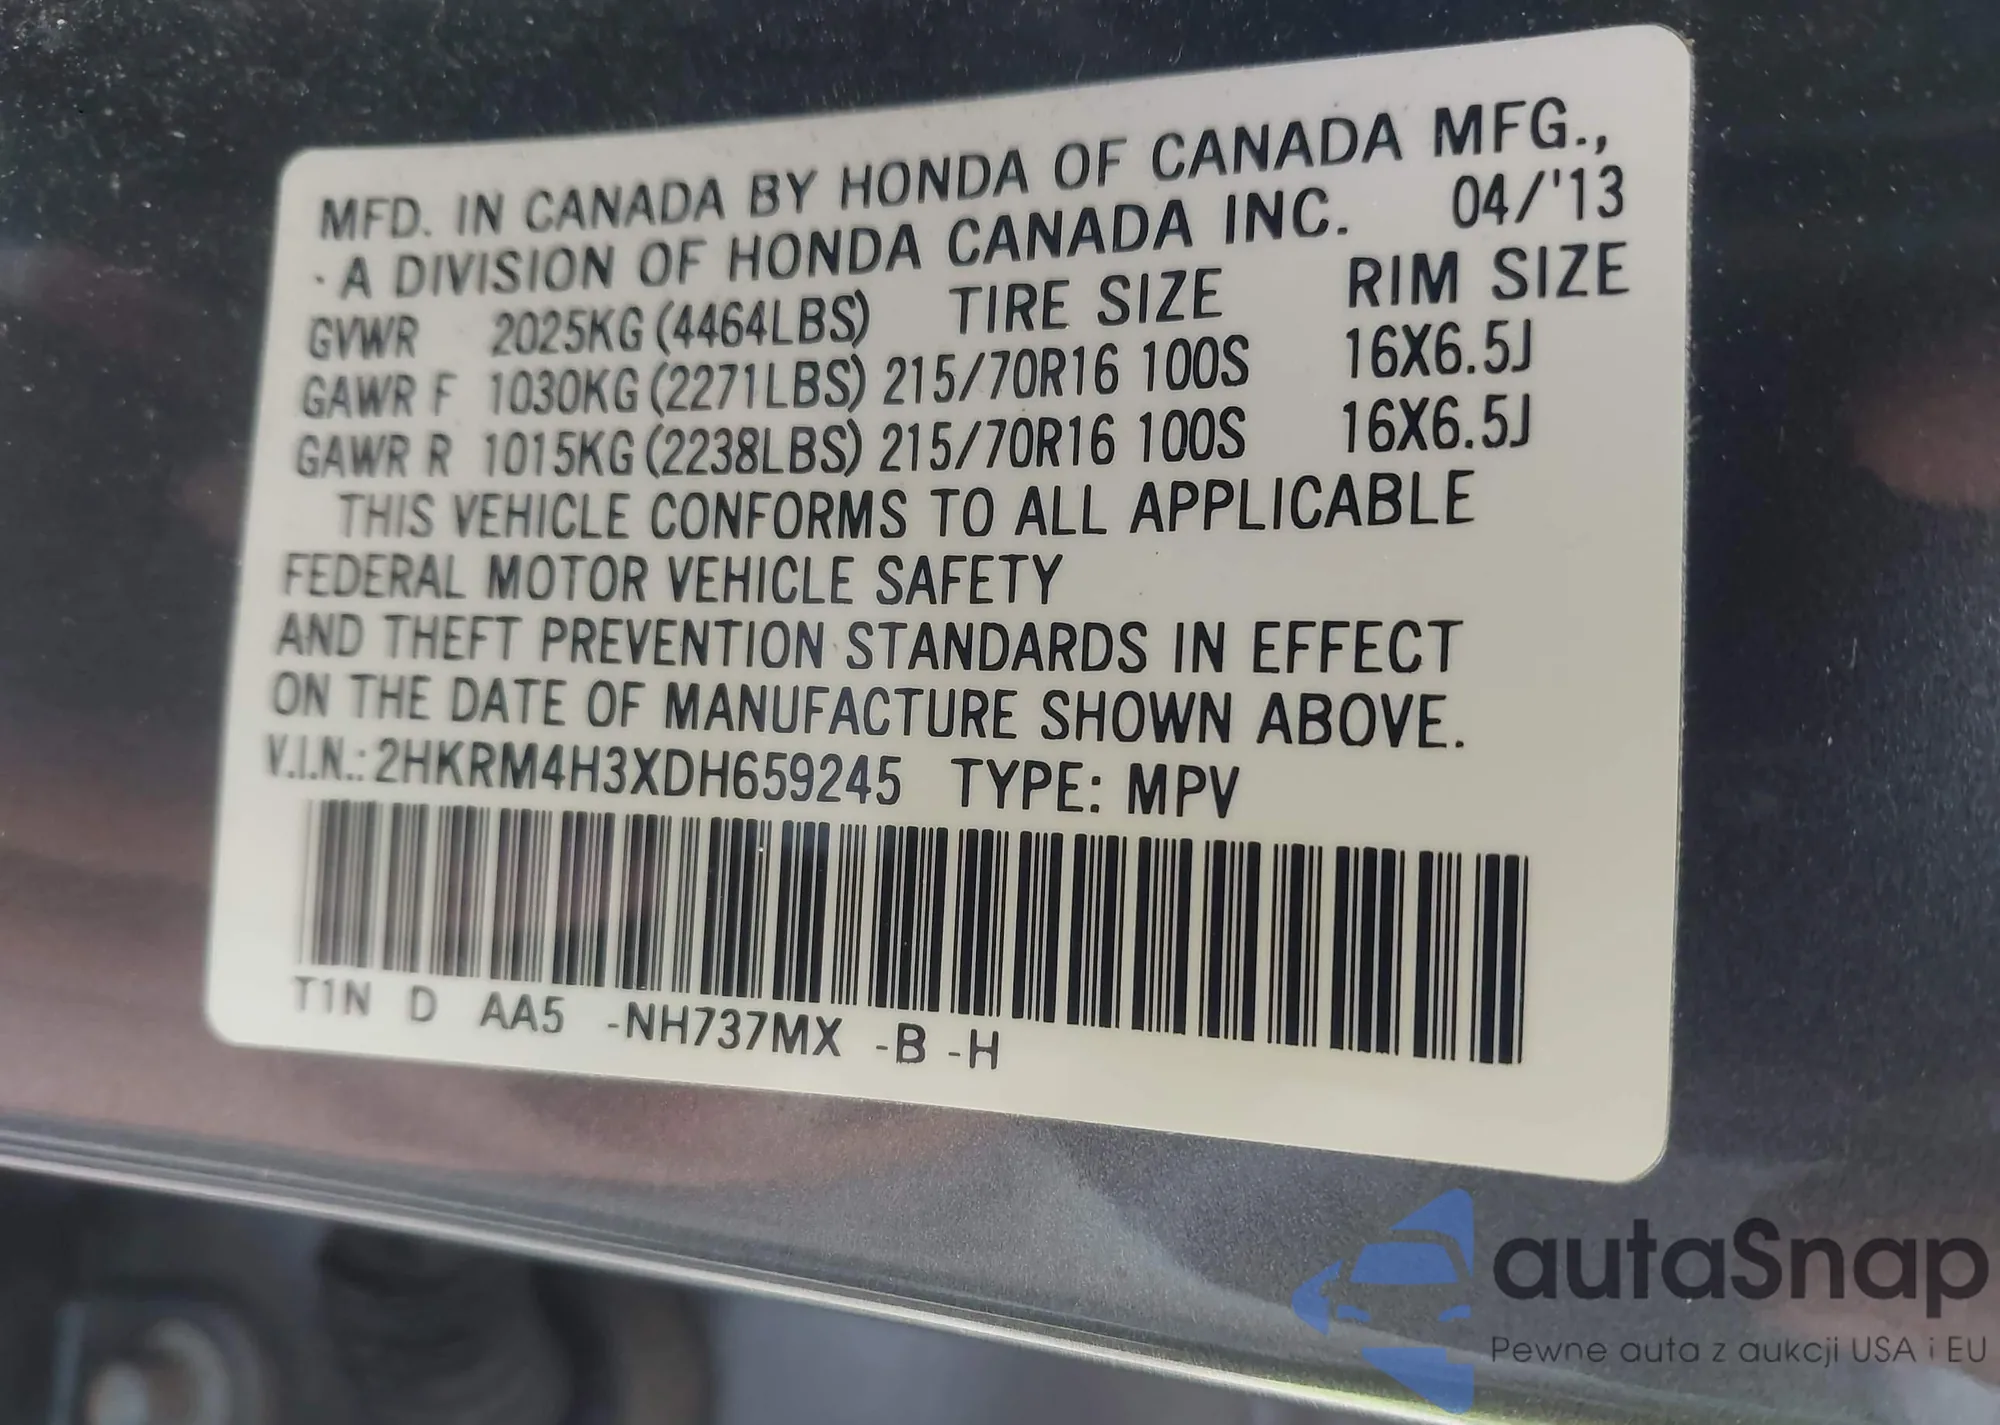 MFD. IN CANADA BY HONDA OF CANADA MFG.,
· A DIVISION OF HONDA CANADA INC. 04/'13
GVWR 2025KG (4464LBS) TIRE SIZE RIM SIZE
GAWR F 1030KG (2271LBS) 215/70R16 100S 16X6.5J
GAWR R 1015KG (2238LBS) 215/70R16 100S 16X6.5J
THIS VEHICLE CONFORMS TO ALL APPLICABLE
FEDERAL MOTOR VEHICLE SAFETY
AND THEFT PREVENTION STANDARDS IN EFFECT
ON THE DATE OF MANUFACTURE SHOWN ABOVE.
V.I.N.: 2HKRM4H3XDH659245 TYPE: MPV
T1N D AA5 -NH737MX -B -H
autaSnap
Pewne auta z aukcji USA i EU